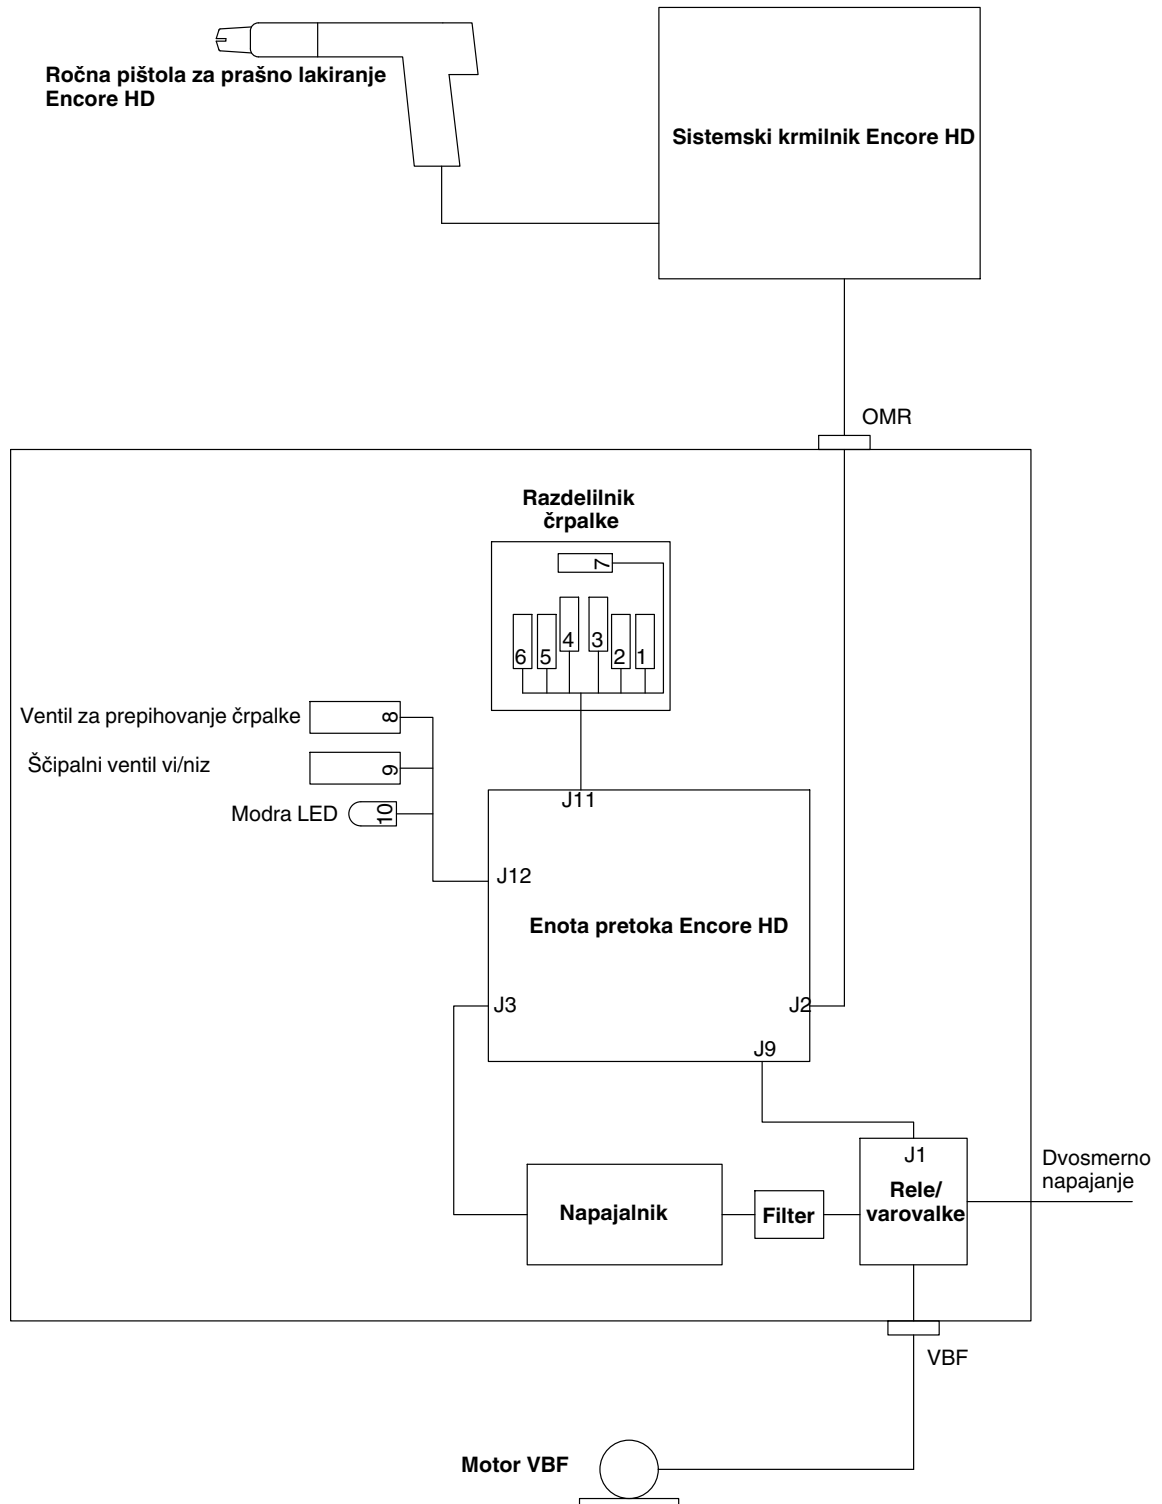 Ročna pištola za prašno lakiranje
Encore HD
Sistemski krmilnik Encore HD
OMR
Razdelilnik
črpalke
7
6
5
4
3
2
1
Ventil za prepihovanje črpalke
8
Ščipalni ventil vi/niz
9
Modra LED
10
J11
J12
Enota pretoka Encore HD
J3
J2
J9
J1
Rele/
varovalke
Dvosmerno
napajanje
Napajalnik
Filter
VBF
Motor VBF